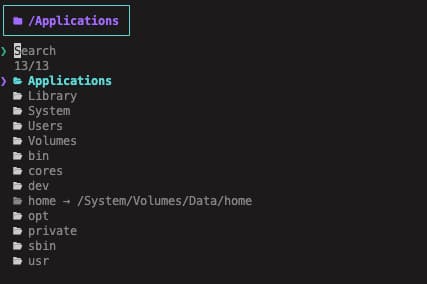 /Applications
❯ Search
13/13
❯ Applications
Library
System
Users
Volumes
bin
cores
dev
home → /System/Volumes/Data/home
opt
private
sbin
usr